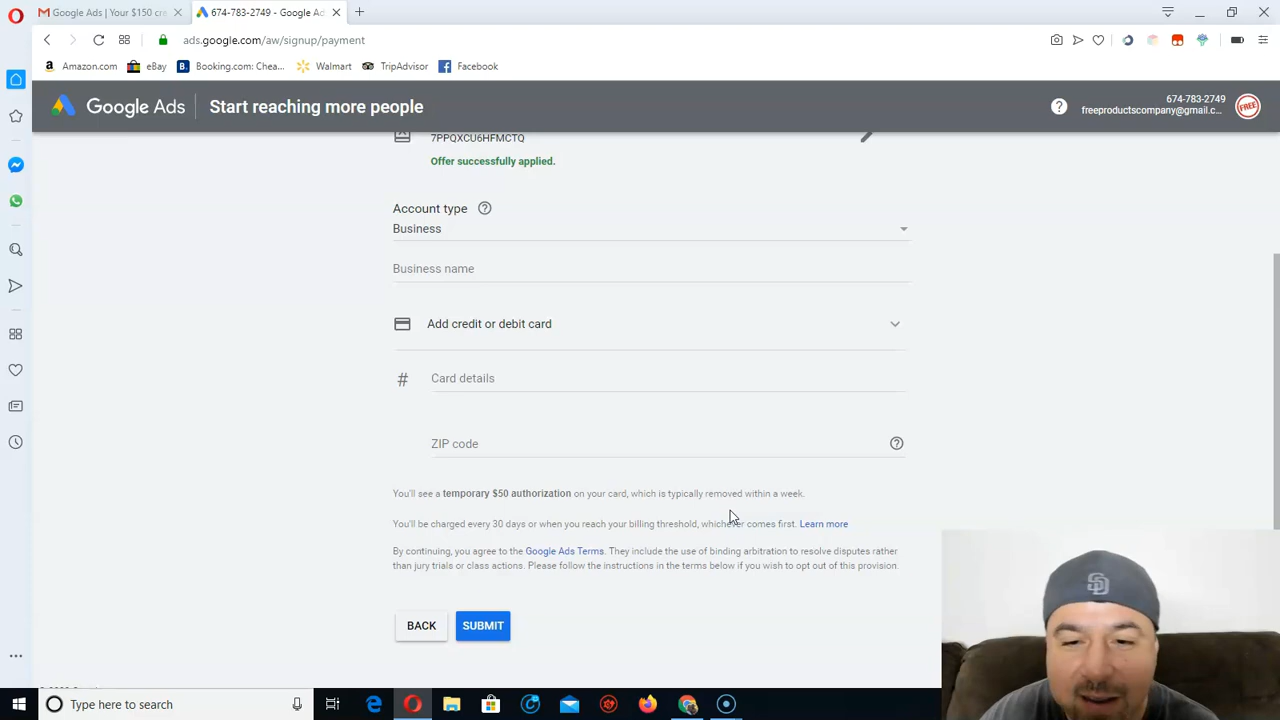 Google Ads | Your $150 cre
674-783-2749 - Google Ad
ads.google.com/aw/signup/payment
Amazon.com
eBay
Booking.com: Chea...
Walmart
TripAdvisor
Facebook
Google Ads
Start reaching more people
674-783-2749
freeproductscompany@gmail.c...
FREE
7PPQXCU6HFMCTQ
Offer successfully applied.
Account type
Business
Business name
Add credit or debit card
# Card details
ZIP code
You'll see a temporary $50 authorization on your card, which is typically removed within a week.
You'll be charged every 30 days or when you reach your billing threshold, whichever comes first. Learn more
By continuing, you agree to the Google Ads Terms. They include the use of binding arbitration to resolve disputes rather
than jury trials or class actions. Please follow the instructions in the terms below if you wish to opt out of this provision.
BACK
SUBMIT
SD
Type here to search